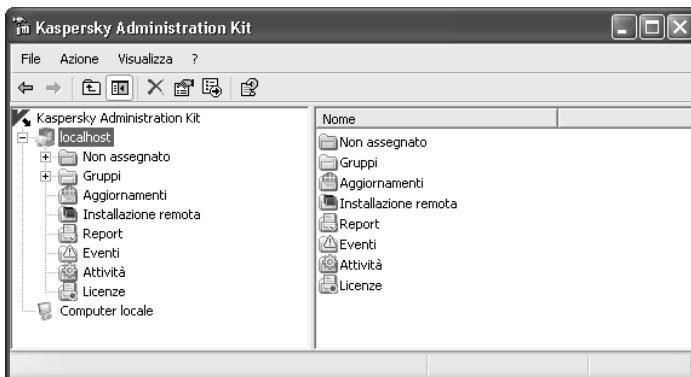 Kaspersky Administration Kit
File Azione Visualizza ?
Kaspersky Administration Kit
localhost
Non assegnato
Gruppi
Aggiornamenti
Installazione remota
Report
Eventi
Attività
Licenze
Computer locale
Nome
Non assegnato
Gruppi
Aggiornamenti
Installazione remota
Report
Eventi
Attività
Licenze